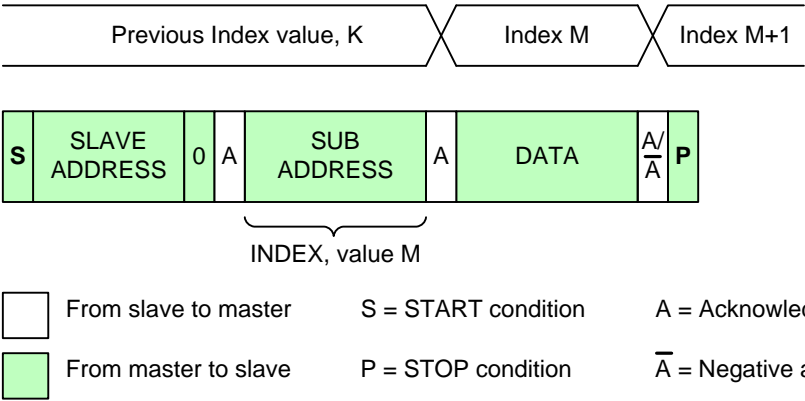 Previous Index value, K Index M Index M+1
S SLAVE ADDRESS 0 A SUB ADDRESS A DATA A/A̅ P
INDEX, value M
From slave to master S = START condition A =
From master to slave P = STOP condition A̅ = Negative